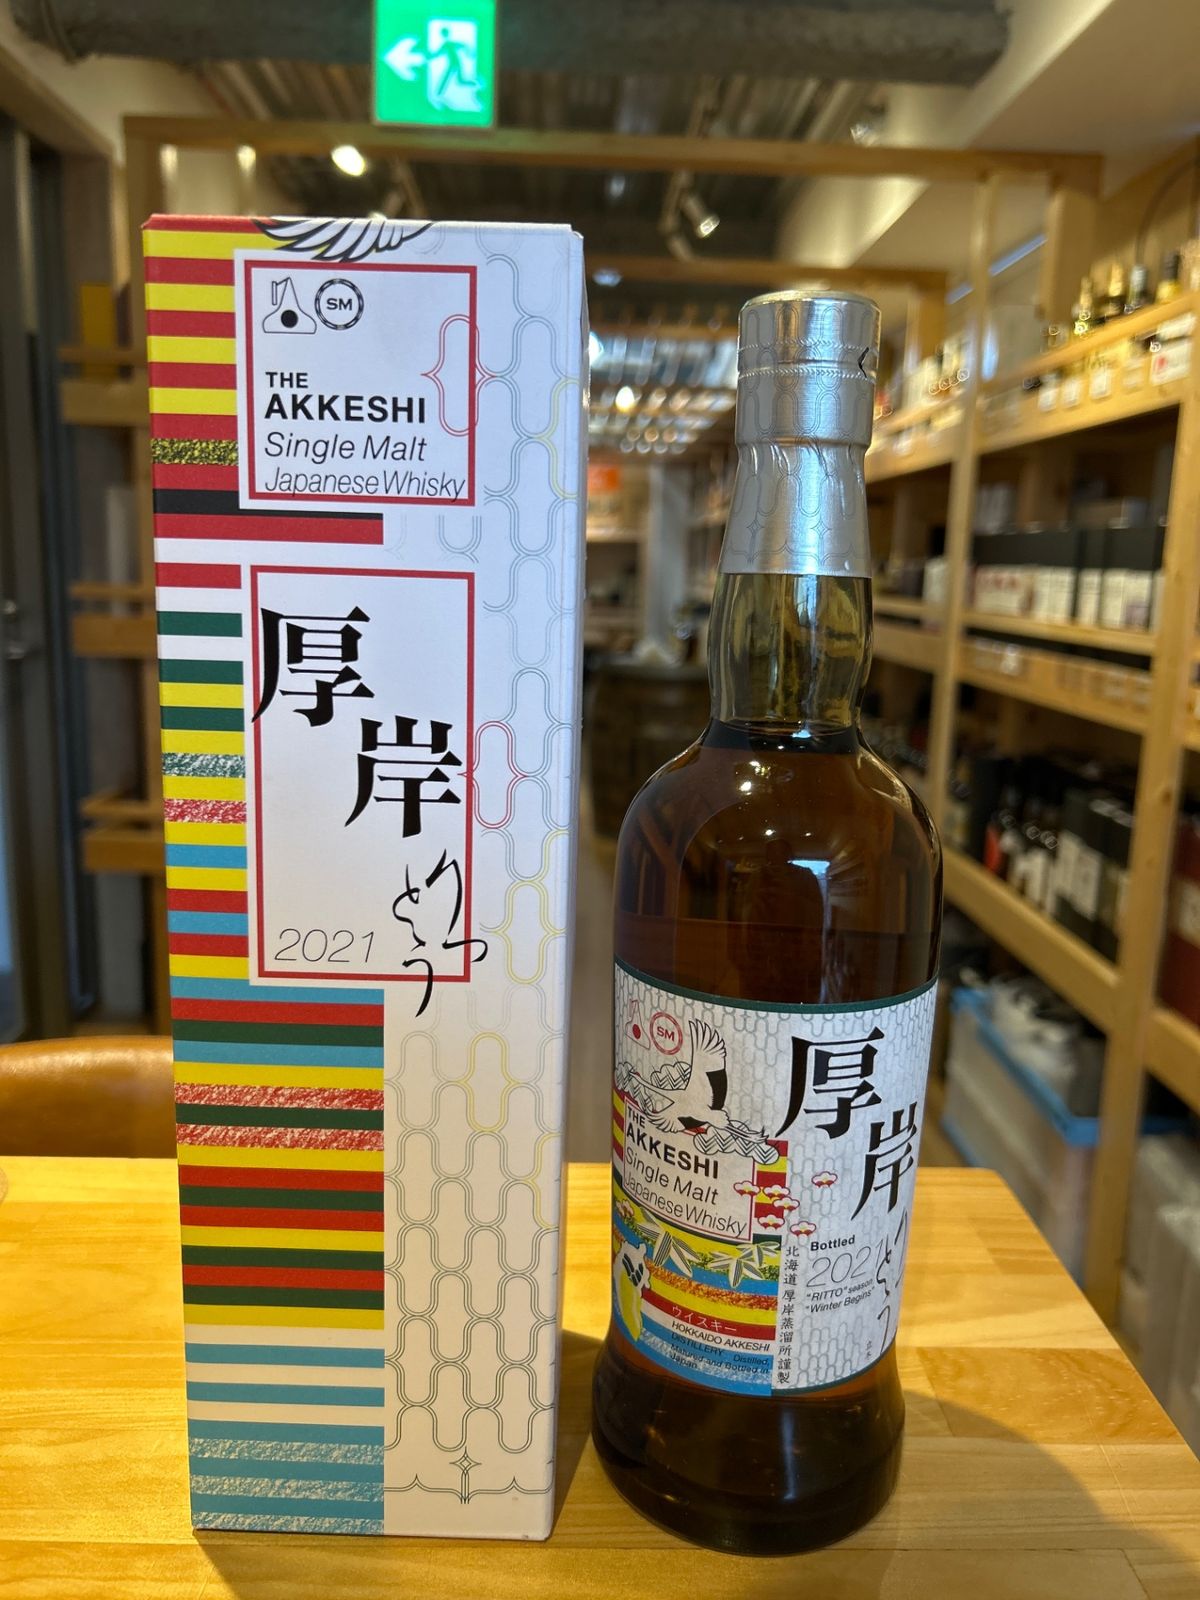 SM
THE
AKKESHI
Single Malt
Japanese Whisky
厚岸
りっとう
2021
SM
THE
AKKESHI
Single Malt
Japanese Whisky
厚岸
りっとう
Bottled
2021
"RITTO" season
"Winter Begins"
北海道厚岸蒸溜所謹製
ウイスキー
HOKKAIDO AKKESHI
DISTILLERY Distilled,
Matured and Bottled in
Japan